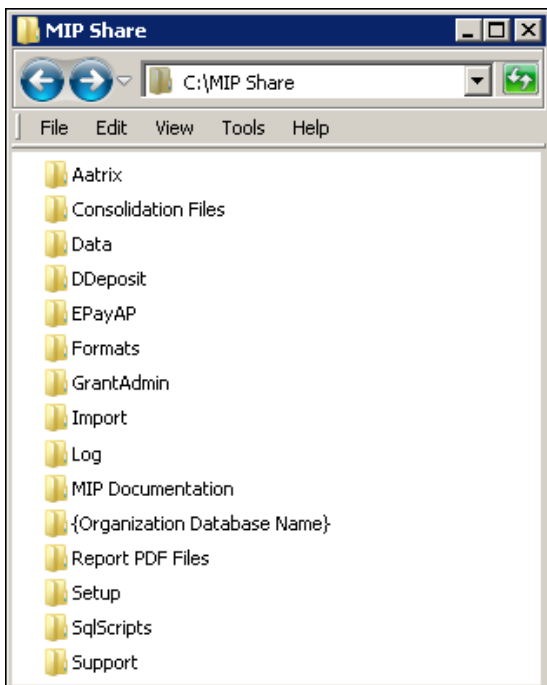 MIP Share
C:\MIP Share
File Edit View Tools Help
Aatrix
Consolidation Files
Data
DDeposit
EPayAP
Formats
GrantAdmin
Import
Log
MIP Documentation
{Organization Database Name}
Report PDF Files
Setup
SqlScripts
Support